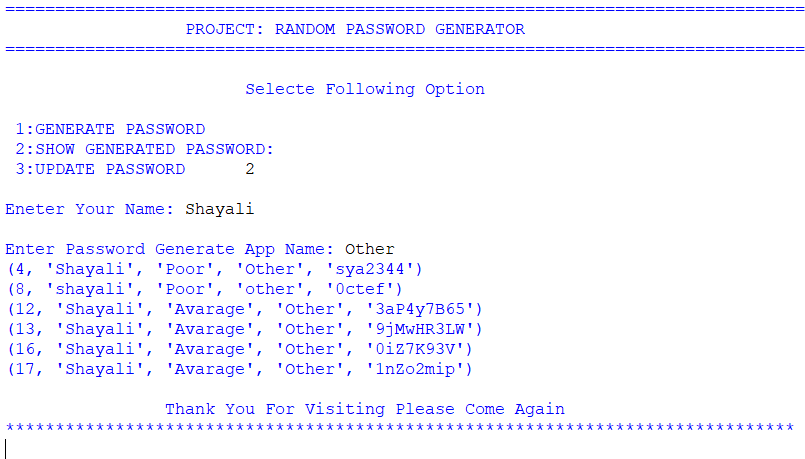 ================================================================================
PROJECT: RANDOM PASSWORD GENERATOR
================================================================================
Selecte Following Option
1:GENERATE PASSWORD
2:SHOW GENERATED PASSWORD:
3:UPDATE PASSWORD      2
Eneter Your Name: Shayali
Enter Password Generate App Name: Other
(4, 'Shayali', 'Poor', 'Other', 'sya2344')
(8, 'shayali', 'Poor', 'other', '0ctef')
(12, 'Shayali', 'Avarage', 'Other', '3aP4y7B65')
(13, 'Shayali', 'Avarage', 'Other', '9jMwHR3LW')
(16, 'Shayali', 'Avarage', 'Other', '0iZ7K93V')
(17, 'Shayali', 'Avarage', 'Other', '1nZo2mip')
Thank You For Visiting Please Come Again
*******************************************************************************